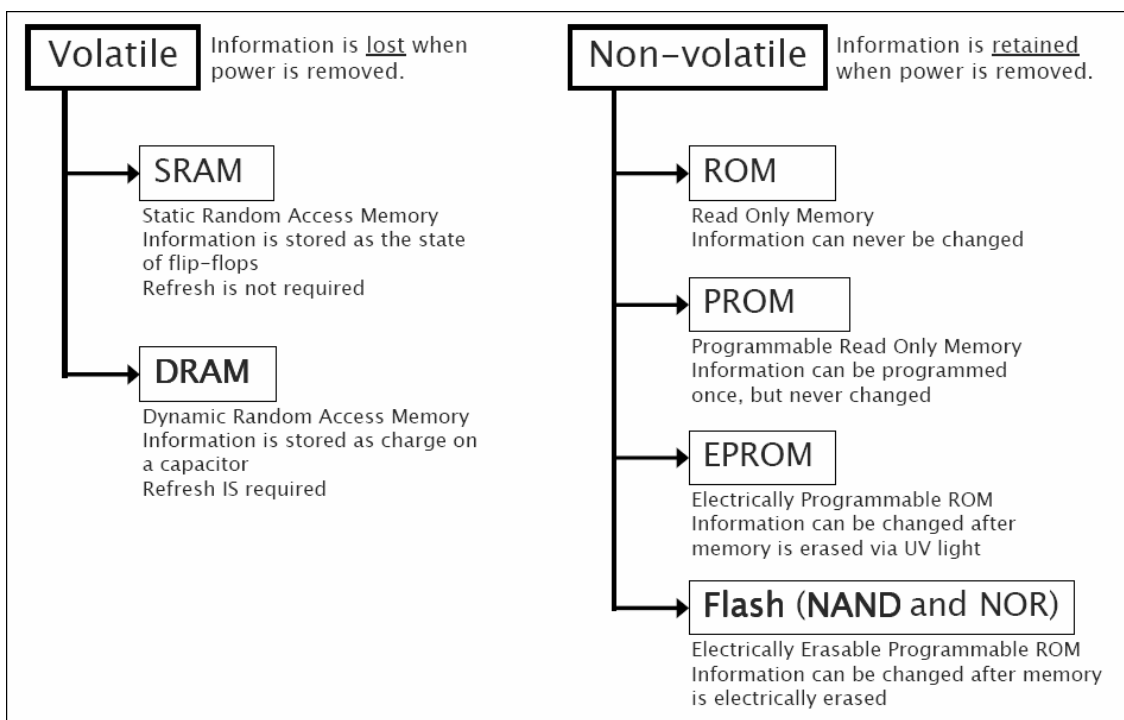 Volatile
Information is lost when
power is removed.
SRAM
Static Random Access Memory
Information is stored as the state
of flip-flops
Refresh is not required
DRAM
Dynamic Random Access Memory
Information is stored as charge on
a capacitor
Refresh IS required
Non-volatile
Information is retained
when power is removed.
ROM
Read Only Memory
Information can never be changed
PROM
Programmable Read Only Memory
Information can be programmed
once, but never changed
EPROM
Electrically Programmable ROM
Information can be changed after
memory is erased via UV light
Flash (NAND and NOR)
Electrically Erasable Programmable ROM
Information can be changed after memory
is electrically erased